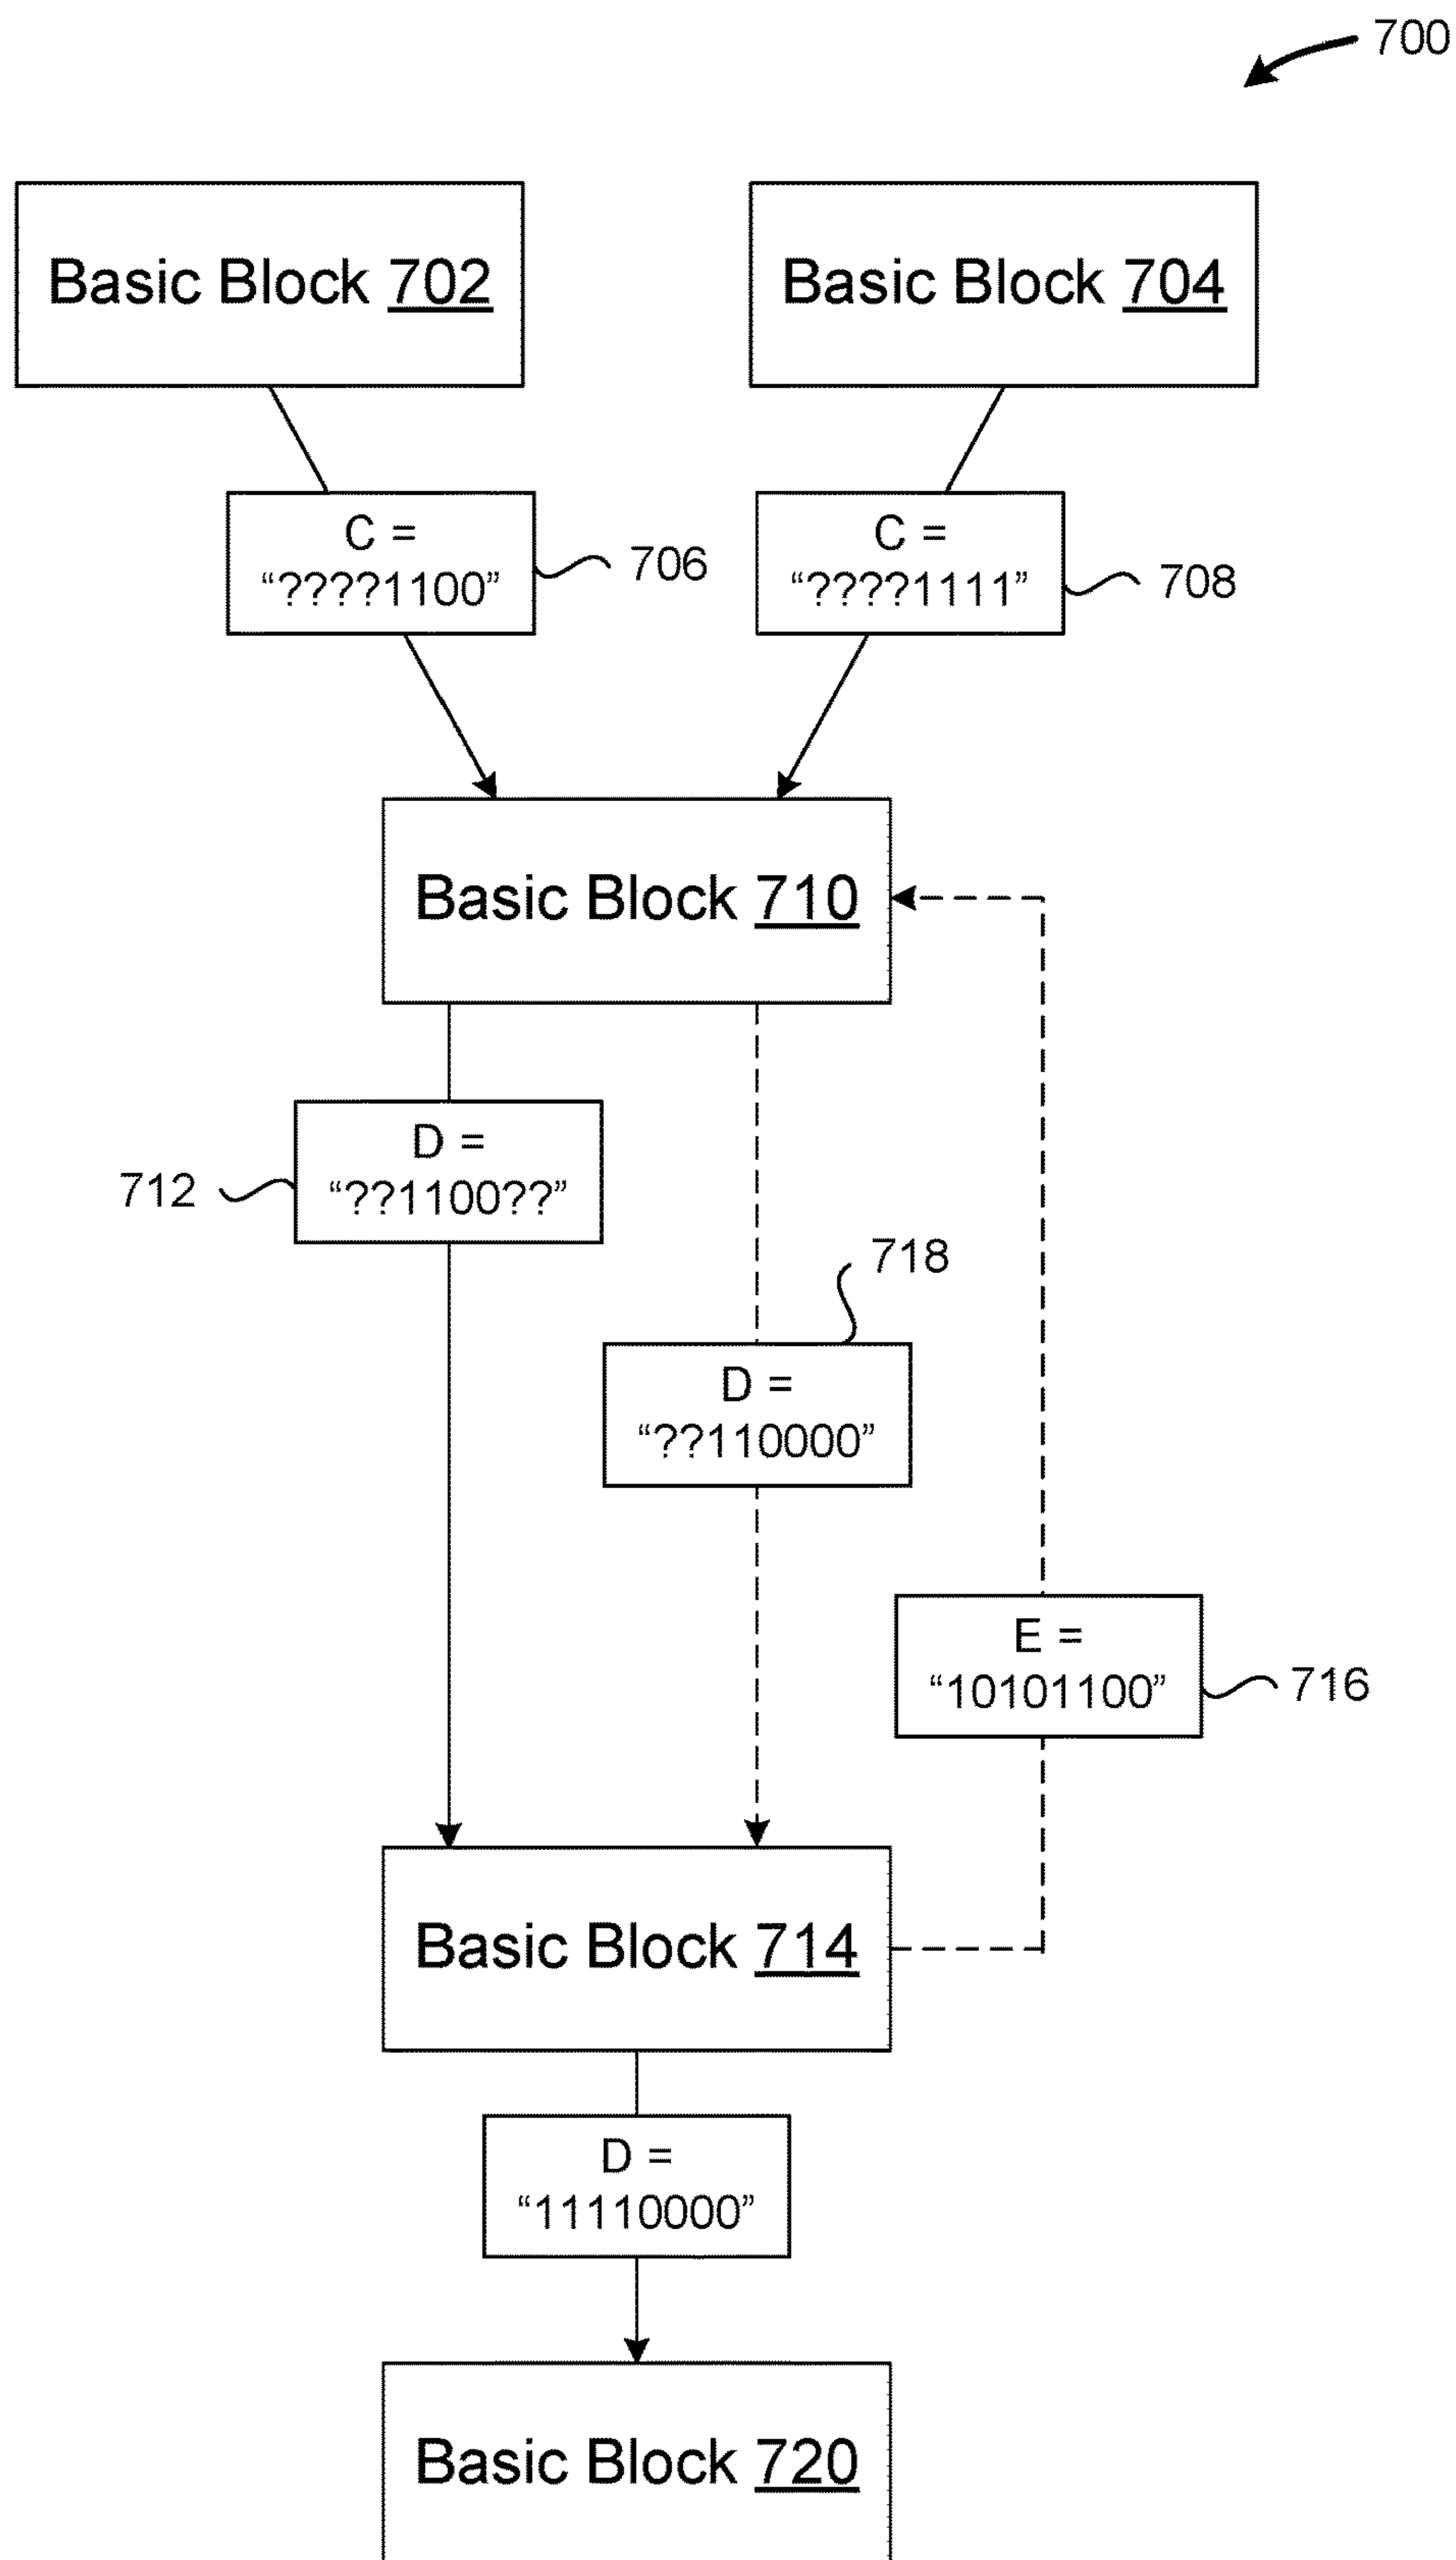 700
Basic Block 702
Basic Block 704
C =
“????1100”
706
C =
“????1111”
708
Basic Block 710
D =
“??1100??”
712
718
D =
“??110000”
E =
“10101100”
716
Basic Block 714
D =
“11110000”
Basic Block 720